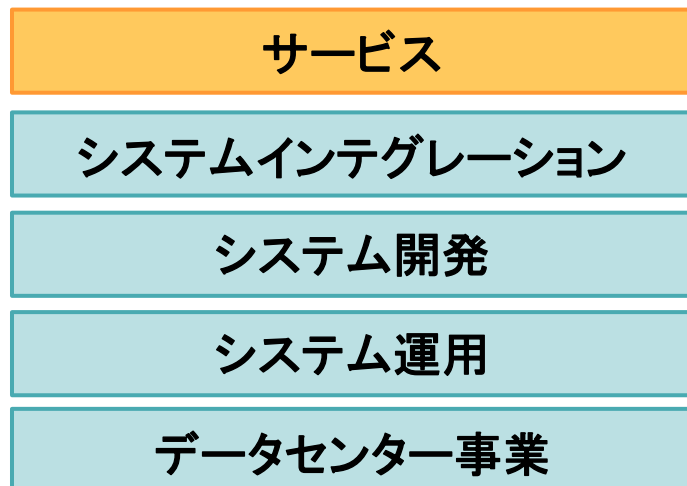 サービス
システムインテグレーション
システム開発
システム運用
データセンター事業